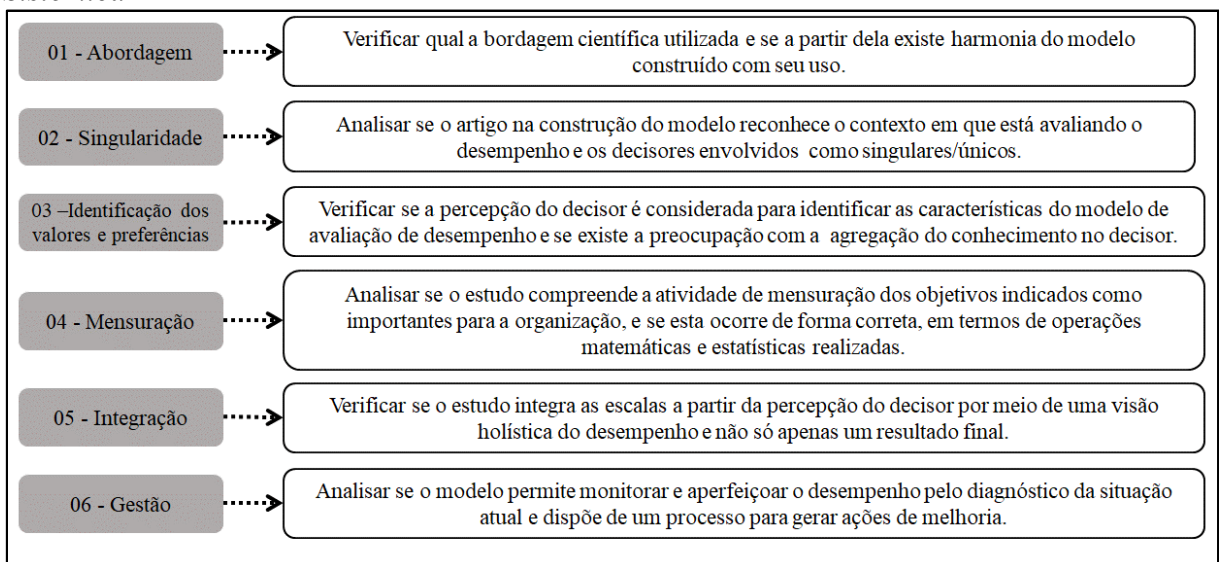 01 - Abordagem
Verificar qual a bordagem científica utilizada e se a partir dela existe harmonia do modelo
construído com seu uso.
02 - Singularidade
Analisar se o artigo na construção do modelo reconhece o contexto em que está avaliando o
desempenho e os decisores envolvidos como singulares/únicos.
03 –Identificação dos
valores e preferências
Verificar se a percepção do decisor é considerada para identificar as características do modelo de
avaliação de desempenho e se existe a preocupação com a agregação do conhecimento no decisor.
04 - Mensuração
Analisar se o estudo compreende a atividade de mensuração dos objetivos indicados como
importantes para a organização, e se esta ocorre de forma correta, em termos de operações
matemáticas e estatísticas realizadas.
05 - Integração
Verificar se o estudo integra as escalas a partir da percepção do decisor por meio de uma visão
holística do desempenho e não só apenas um resultado final.
06 - Gestão
Analisar se o modelo permite monitorar e aperfeiçoar o desempenho pelo diagnóstico da situação
atual e dispõe de um processo para gerar ações de melhoria.